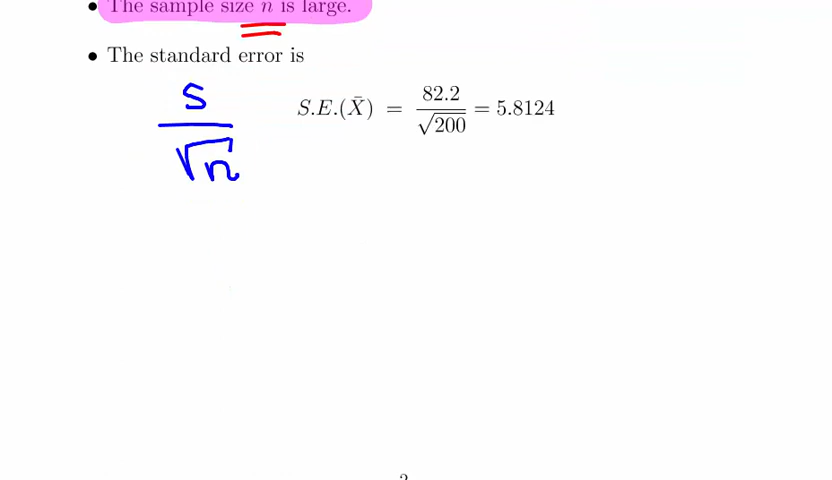 • The sample size n is large.
• The standard error is
s
√n
S.E.(X̄) = 82.2 / √200 = 5.8124